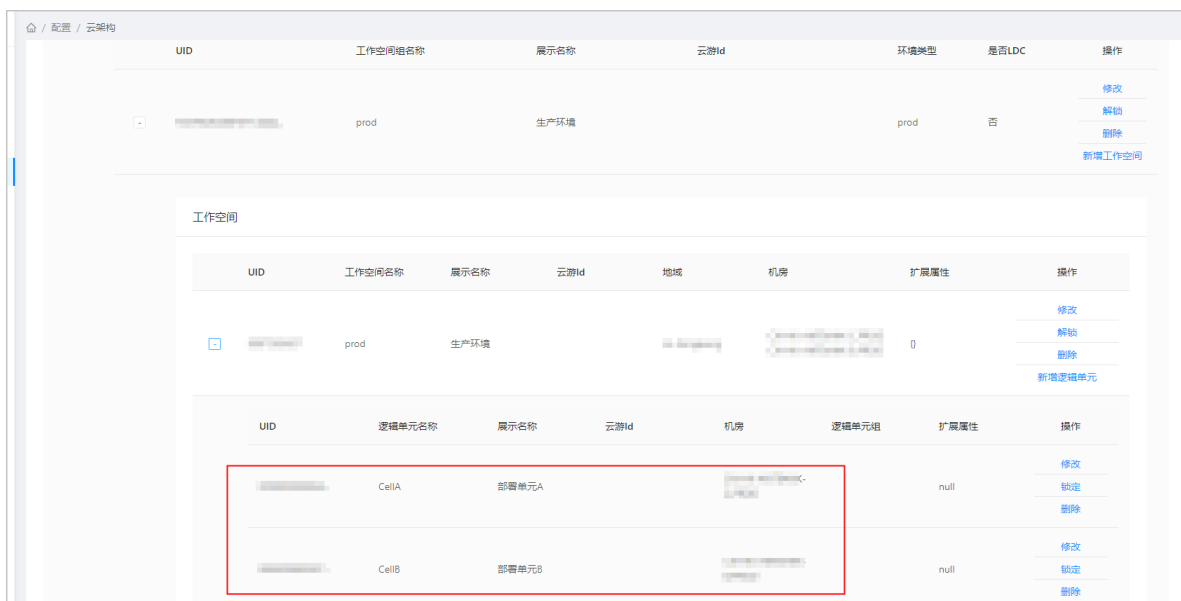 / 配置 / 云架构
UID 工作空间组名称 展示名称 云游Id 环境类型 是否LDC 操作
修改
解锁
- prod 生产环境 prod 否
删除
新增工作空间
工作空间
UID 工作空间名称 展示名称 云游Id 地域 机房 扩展属性 操作
修改
解锁
- prod 生产环境 {}
删除
新增逻辑单元
UID 逻辑单元名称 展示名称 云游Id 机房 逻辑单元组 扩展属性 操作
修改
CellA 部署单元A null 锁定
删除
修改
CellB 部署单元B null 锁定
删除